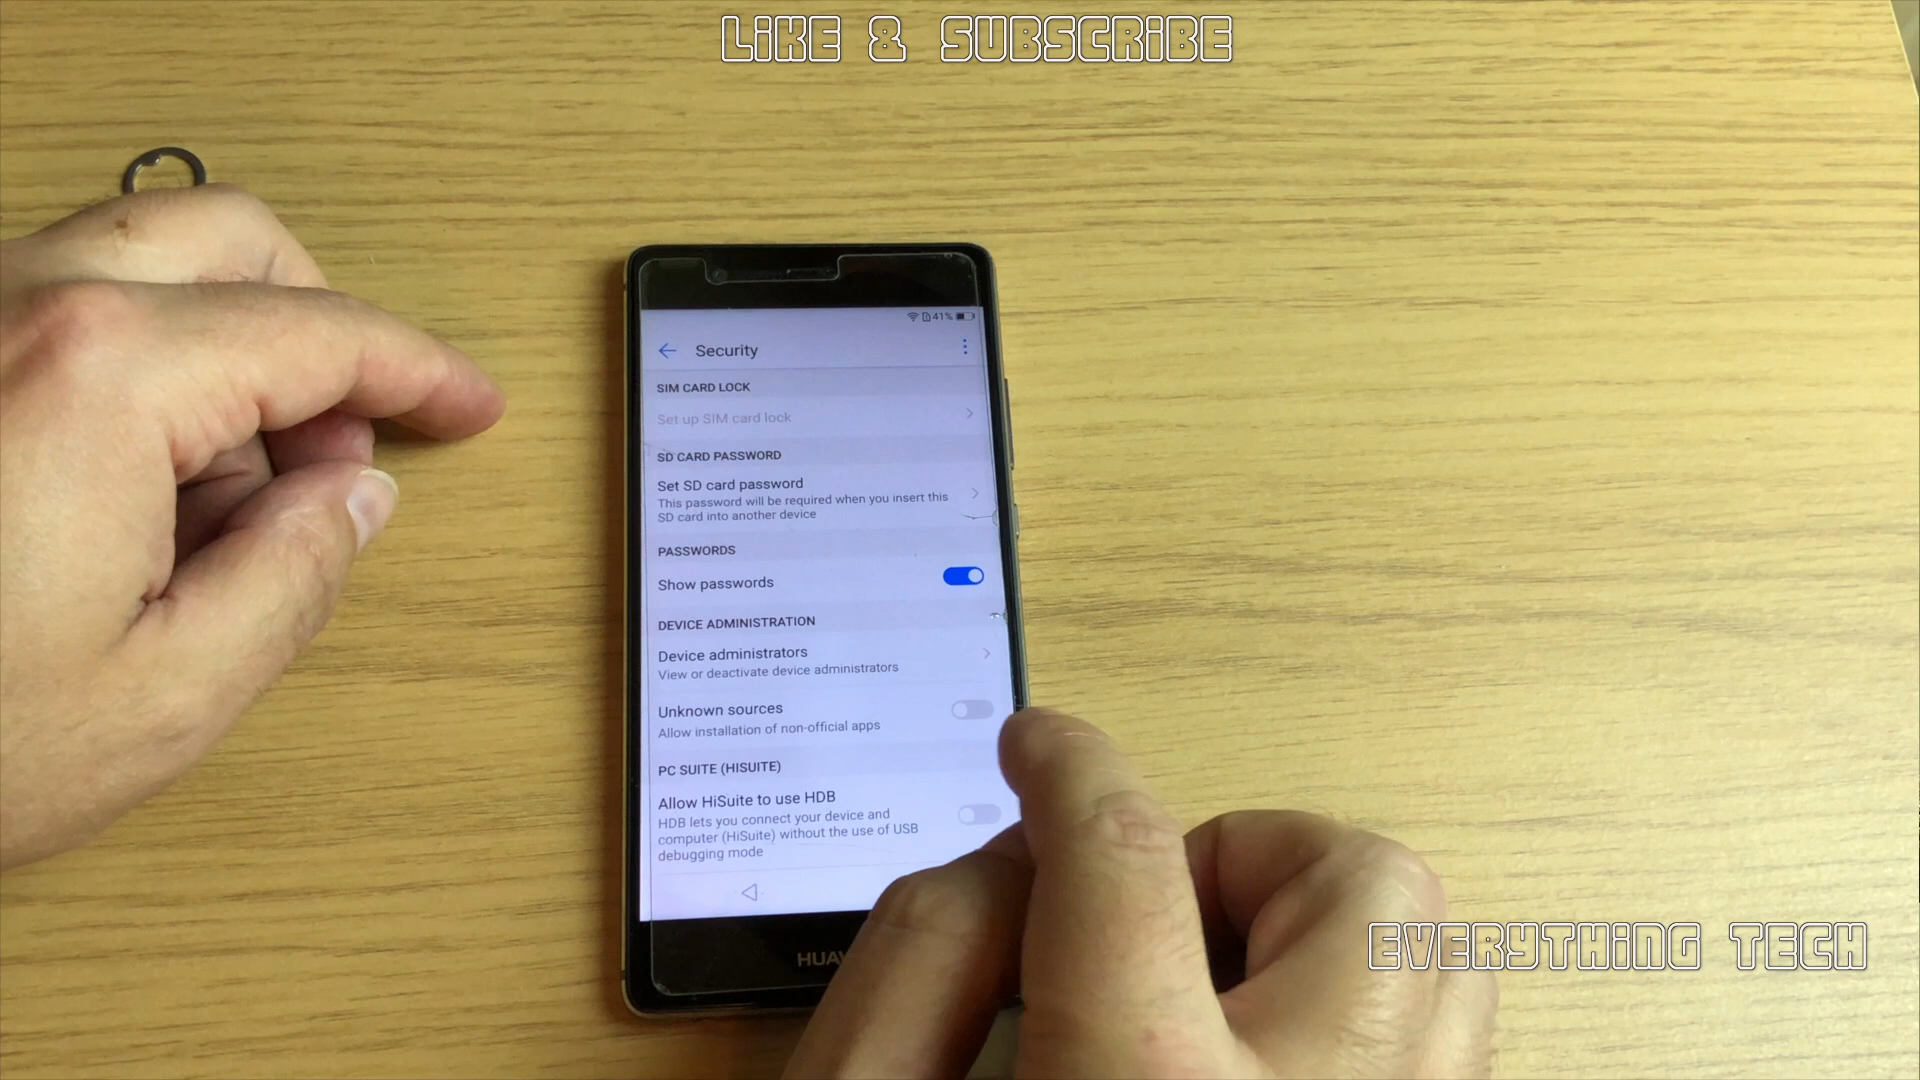 LIKE & SUBSCRIBE
41%
Security
SIM CARD LOCK
Set up SIM card lock
SD CARD PASSWORD
Set SD card password
This password will be required when you insert this
SD card into another device
PASSWORDS
Show passwords
DEVICE ADMINISTRATION
Device administrators
View or deactivate device administrators
Unknown sources
Allow installation of non-official apps
PC SUITE (HISUITE)
Allow HiSuite to use HDB
HDB lets you connect your device and
computer (HiSuite) without the use of USB
debugging mode
HUAW
EVERYTHING TECH